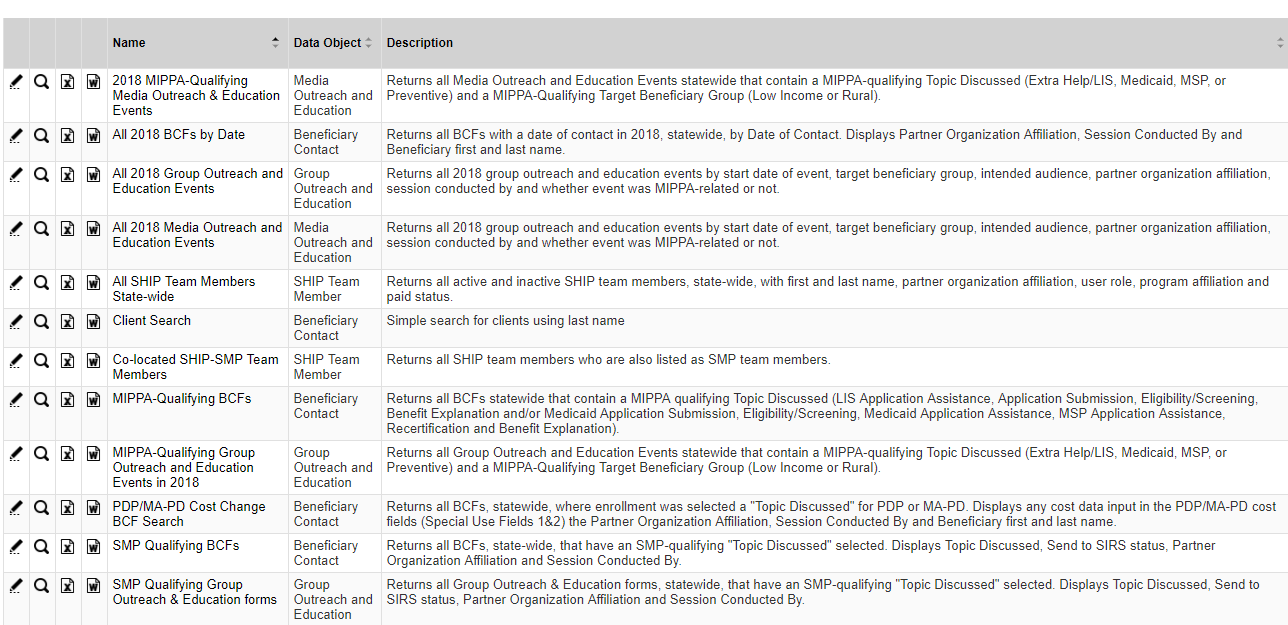 Name Data Object Description
2018 MIPPA-Qualifying
Media Outreach & Education
Events
Media
Outreach and
Education
Returns all Media Outreach and Education Events statewide that contain a MIPPA-qualifying Topic Discussed (Extra Help/LIS, Medicaid, MSP, or
Preventive) and a MIPPA-Qualifying Target Beneficiary Group (Low Income or Rural).
All 2018 BCFs by Date
Beneficiary
Contact
Returns all BCFs with a date of contact in 2018, statewide, by Date of Contact. Displays Partner Organization Affiliation, Session Conducted By and
Beneficiary first and last name.
All 2018 Group Outreach and
Education Events
Group
Outreach and
Education
Returns all 2018 group outreach and education events by start date of event, target beneficiary group, intended audience, partner organization affiliation,
session conducted by and whether event was MIPPA-related or not.
All 2018 Media Outreach and
Education Events
Media
Outreach and
Education
Returns all 2018 group outreach and education events by start date of event, target beneficiary group, intended audience, partner organization affiliation,
session conducted by and whether event was MIPPA-related or not.
All SHIP Team Members
State-wide
SHIP Team
Member
Returns all active and inactive SHIP team members, state-wide, with first and last name, partner organization affiliation, user role, program affiliation and
paid status.
Client Search
Beneficiary
Contact
Simple search for clients using last name
Co-located SHIP-SMP Team
Members
SHIP Team
Member
Returns all SHIP team members who are also listed as SMP team members.
MIPPA-Qualifying BCFs
Beneficiary
Contact
Returns all BCFs statewide that contain a MIPPA qualifying Topic Discussed (LIS Application Assistance, Application Submission, Eligibility/Screening,
Benefit Explanation and/or Medicaid Application Submission, Eligibility/Screening, Medicaid Application Assistance, MSP Application Assistance,
Recertification and Benefit Explanation).
MIPPA-Qualifying Group
Outreach and Education
Events in 2018
Group
Outreach and
Education
Returns all Group Outreach and Education Events statewide that contain a MIPPA-qualifying Topic Discussed (Extra Help/LIS, Medicaid, MSP, or
Preventive) and a MIPPA-Qualifying Target Beneficiary Group (Low Income or Rural).
PDP/MA-PD Cost Change
BCF Search
Beneficiary
Contact
Returns all BCFs, statewide, where enrollment was selected a "Topic Discussed" for PDP or MA-PD. Displays any cost data input in the PDP/MA-PD cost
fields (Special Use Fields 1&2) the Partner Organization Affiliation, Session Conducted By and Beneficiary first and last name.
SMP Qualifying BCFs
Beneficiary
Contact
Returns all BCFs, state-wide, that have an SMP-qualifying "Topic Discussed" selected. Displays Topic Discussed, Send to SIRS status, Partner
Organization Affiliation and Session Conducted By.
SMP Qualifying Group
Outreach & Education forms
Group
Outreach and
Education
Returns all Group Outreach & Education forms, statewide, that have an SMP-qualifying "Topic Discussed" selected. Displays Topic Discussed, Send to
SIRS status, Partner Organization Affiliation and Session Conducted By.